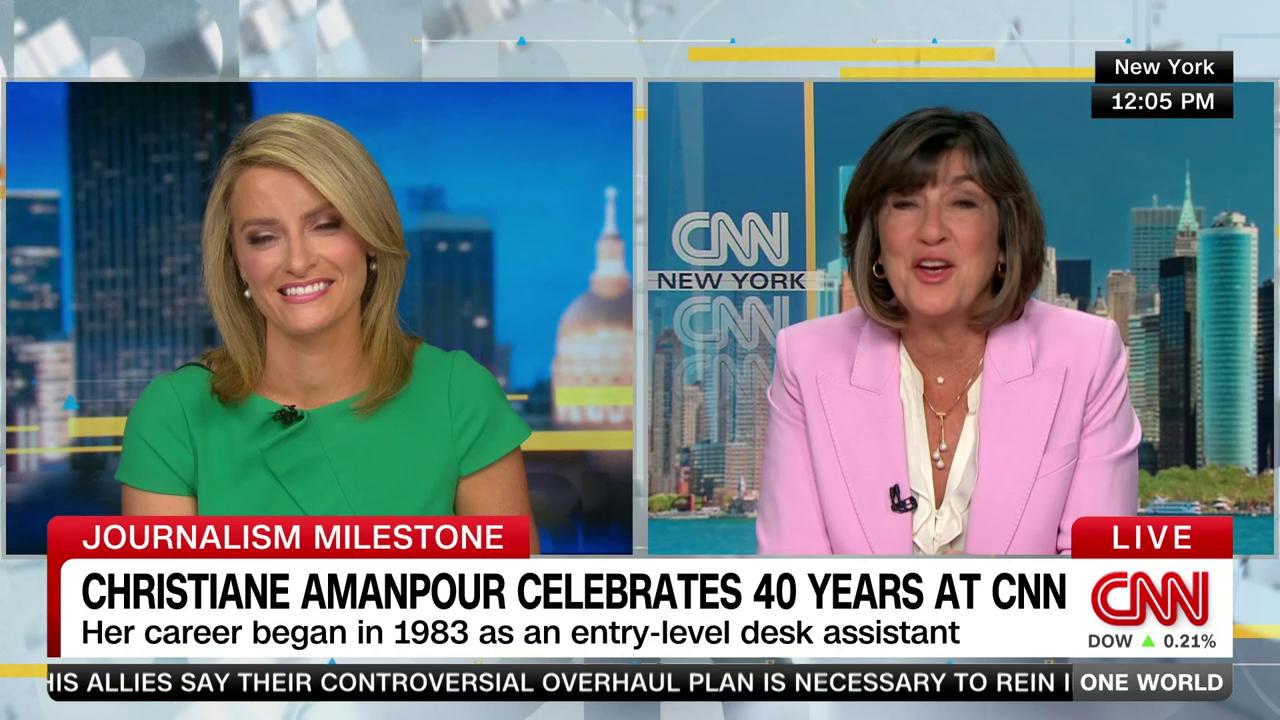 New York
12:05 PM
CNN
NEW YORK
CNN
CNN
JOURNALISM MILESTONE
LIVE
CHRISTIANE AMANPOUR CELEBRATES 40 YEARS AT CNN
Her career began in 1983 as an entry-level desk assistant
CNN
DOW ▲ 0.21%
HIS ALLIES SAY THEIR CONTROVERSIAL OVERHAUL PLAN IS NECESSARY TO REIN I
ONE WORLD